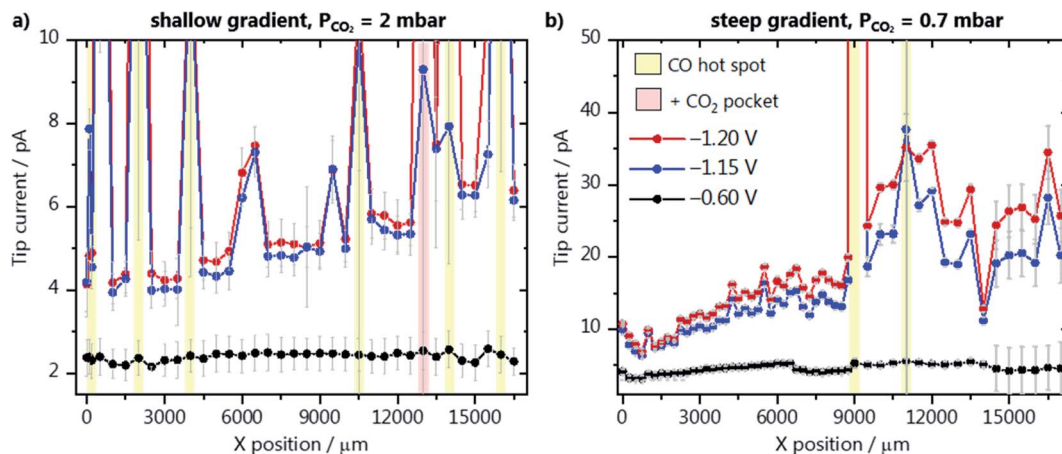 a) shallow gradient, P_CO₂ = 2 mbar
10
8
6
4
2
Tip current / pA
0 3000 6000 9000 12000 15000
X position / μm
b) steep gradient, P_CO₂ = 0.7 mbar
50
40
30
20
10
Tip current / pA
CO hot spot
+ CO₂ pocket
–1.20 V
–1.15 V
–0.60 V
0 3000 6000 9000 12000 15000
X position / μm